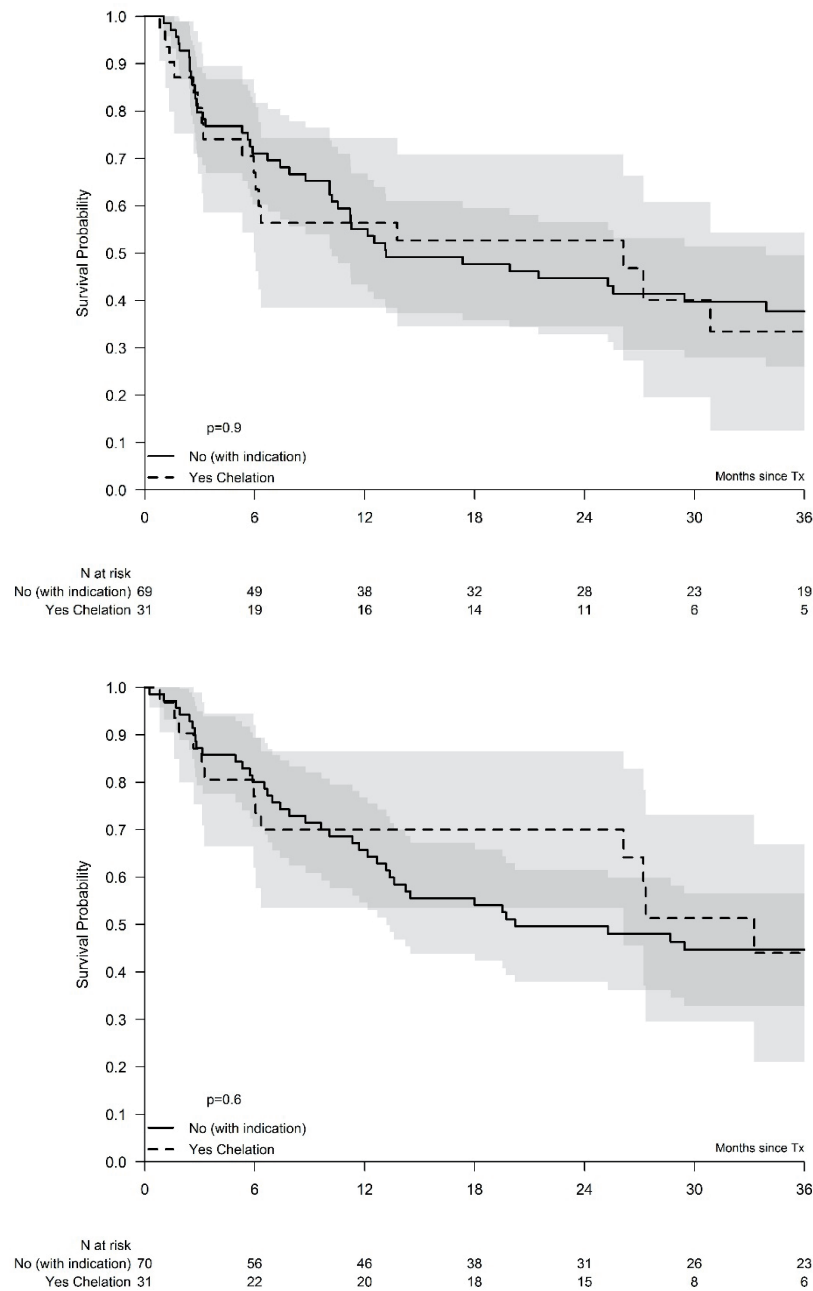 1.0
0.9
0.8
0.7
0.6
0.5
0.4
0.3
0.2
0.1
0.0
Survival Probability
p=0.9
No (with indication)
Yes Chelation
Months since Tx
0 6 12 18 24 30 36
N at risk
No (with indication) 69 49 38 32 28 23 19
Yes Chelation 31 19 16 14 11 6 5
1.0
0.9
0.8
0.7
0.6
0.5
0.4
0.3
0.2
0.1
0.0
Survival Probability
p=0.6
No (with indication)
Yes Chelation
Months since Tx
0 6 12 18 24 30 36
N at risk
No (with indication) 70 56 46 38 31 26 23
Yes Chelation 31 22 20 18 15 8 6